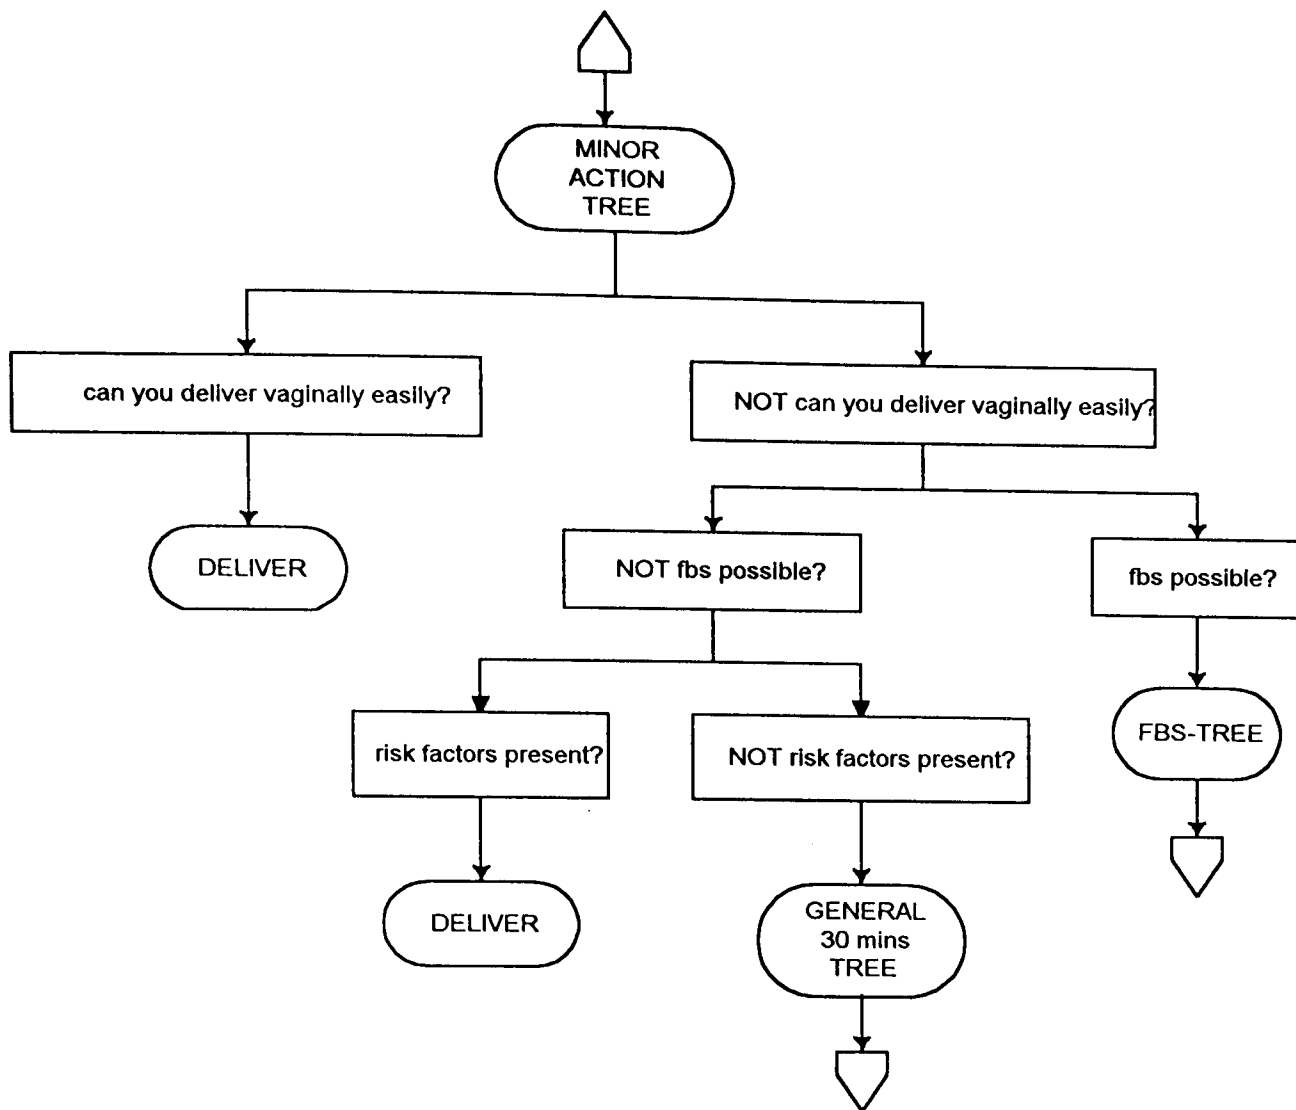 MINOR
ACTION
TREE
can you deliver vaginally easily?
NOT can you deliver vaginally easily?
DELIVER
NOT fbs possible?
fbs possible?
risk factors present?
NOT risk factors present?
FBS-TREE
DELIVER
GENERAL
30 mins
TREE